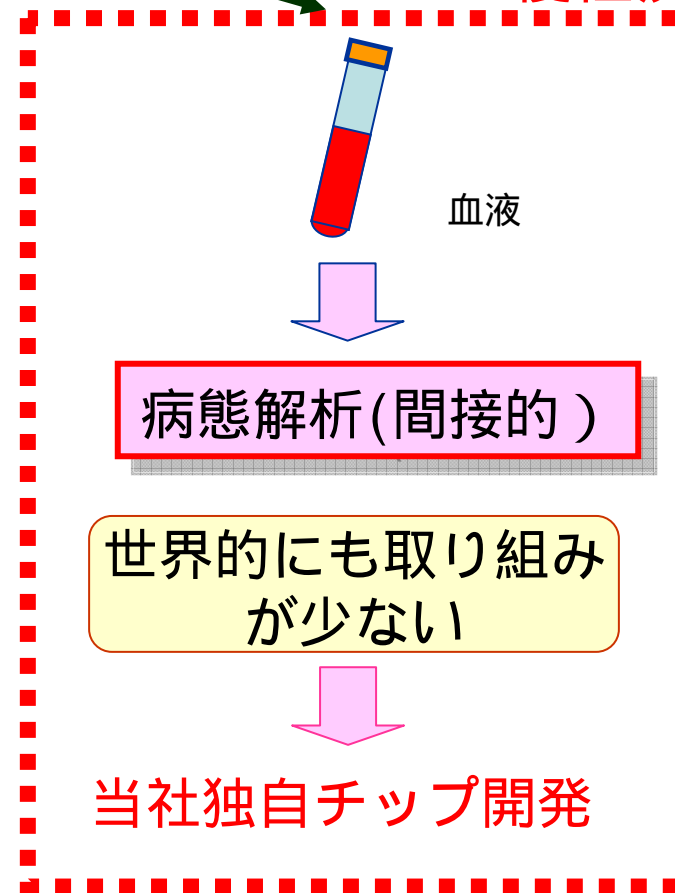 血液
病態解析(間接的）
世界的にも取り組み
が少ない
当社独自チップ開発